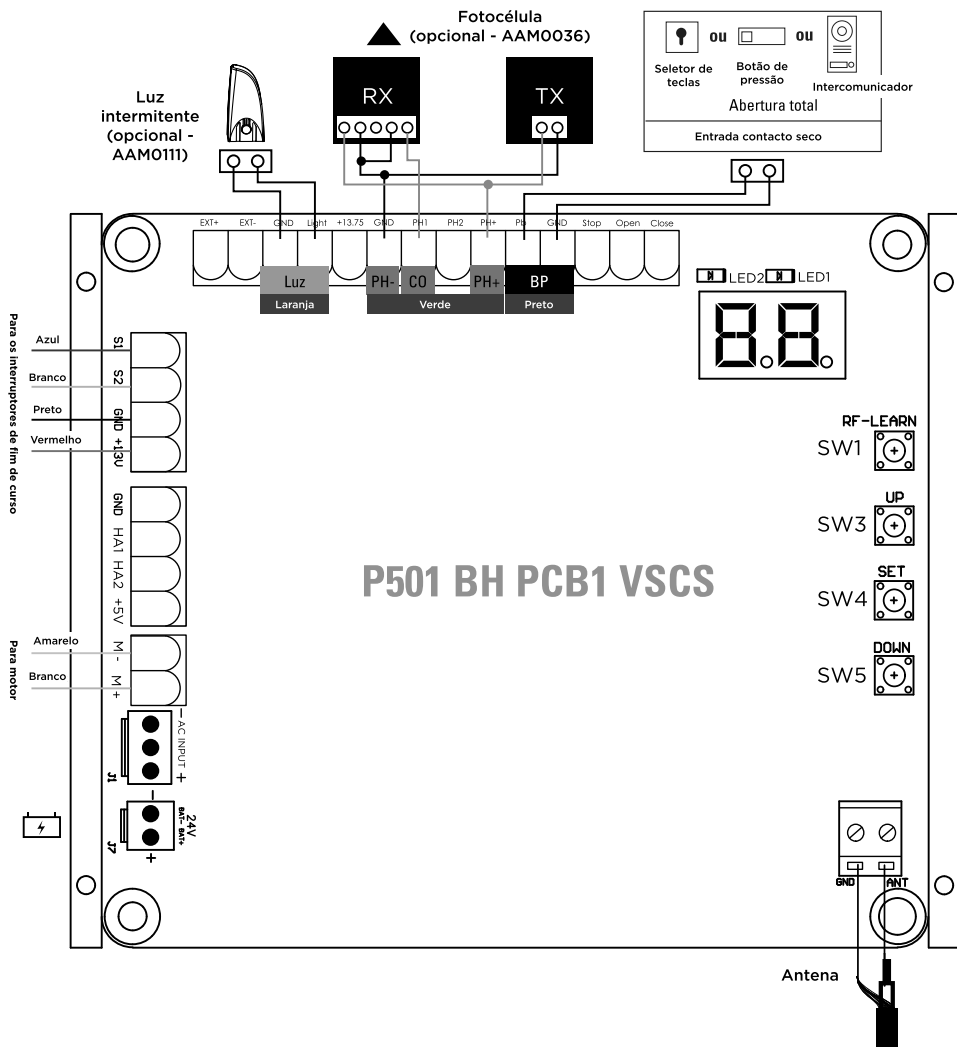 Fotocélula
(opcional - AAM0036)
RX
TX
ou
ou
Seletor de
teclas
Botão de
pressão
Intercomunicador
Abertura total
Entrada contacto seco
Luz
intermitente
(opcional -
AAM0111)
EXT+ EXT- GND Light +13.75 GND PH1 PH2 PH+ Pb GND Stop Open Close
Luz PH- CO PH+ BP
Laranja Verde Preto
LED2 LED1
8.8.
Para os interruptores de fim de curso
Azul
Branco
Preto
Vermelho
S1
S2
GND
+13V
GND
HA1
HA2
+5V
Para motor
Amarelo
Branco
M -
M +
- AC INPUT +
J1
-
24V
BAT- BAT+
J7
+
P501 BH PCB1 VSCS
RF-LEARN
SW1
UP
SW3
SET
SW4
DOWN
SW5
GND ANT
Antena